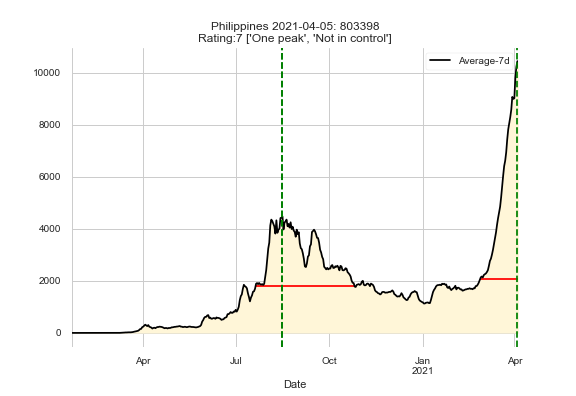 Philippines 2021-04-05: 803398
Rating:7 ['One peak', 'Not in control']
Average-7d
10000
8000
6000
4000
2000
0
Apr
Jul
Oct
Jan
2021
Apr
Date